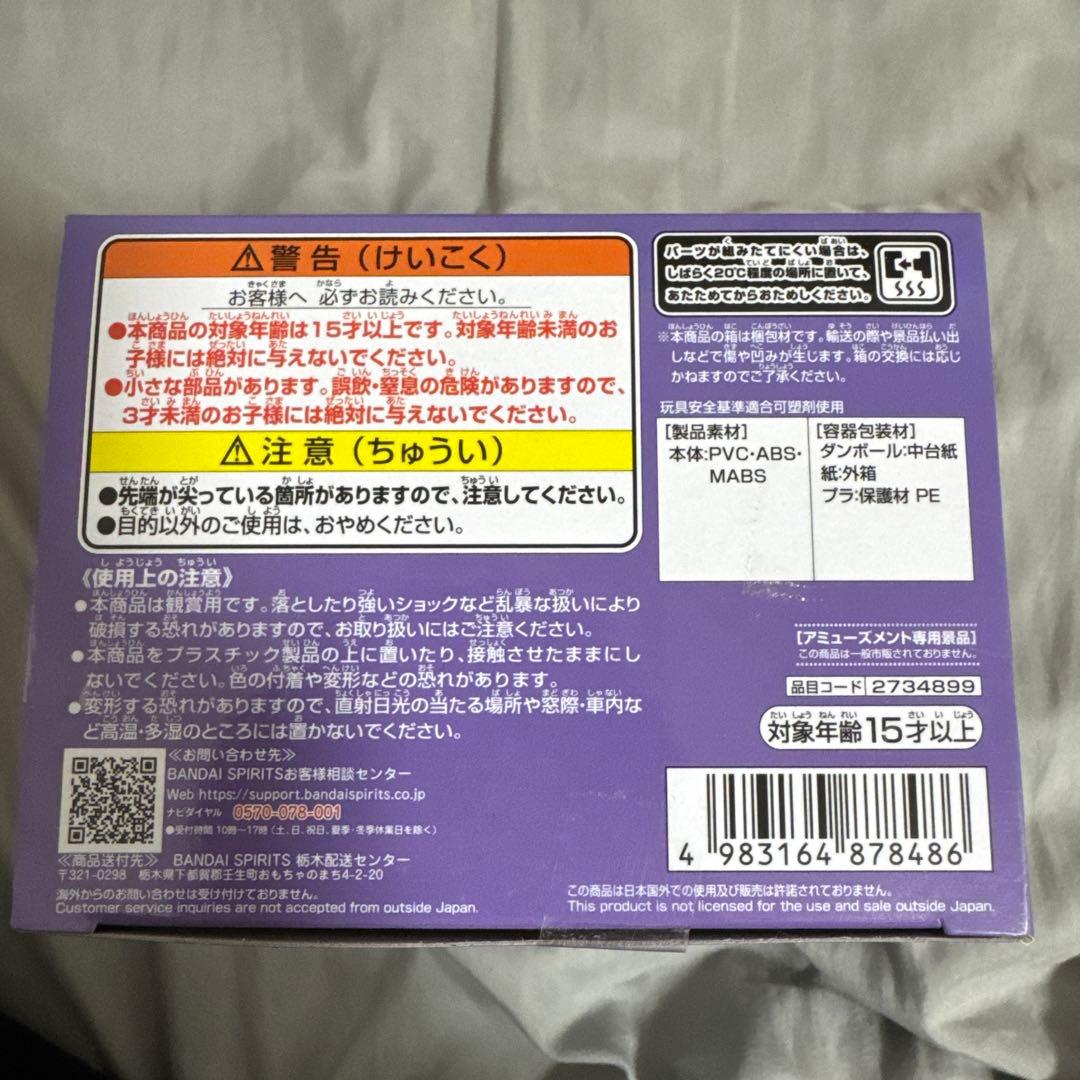 ⚠警告（けいこく）
お客様へ 必ずお読みください。
●本商品の対象年齢は15才以上です。対象年齢未満のお
子様には絶対に与えないでください。
●小さな部品があります。誤飲・窒息の危険がありますので、
3才未満のお子様には絶対に与えないでください。
⚠注意（ちゅうい）
●先端が尖っている箇所がありますので、注意してください。
●目的以外のご使用は、おやめください。
《使用上の注意》
●本商品は観賞用です。落としたり強いショックなど乱暴な扱いにより
破損する恐れがありますので、お取り扱いにはご注意ください。
●本商品をプラスチック製品の上に置いたり、接触させたままにし
ないでください。色の付着や変形などの恐れがあります。
●変形する恐れがありますので、直射日光の当たる場所や窓際・車内な
ど高温・多湿のところには置かないでください。
≪お問い合わせ先≫
BANDAI SPIRITSお客様相談センター
Web https://support.bandaispirits.co.jp
ナビダイヤル 0570-078-001
●受付時間 10時〜17時（土、日、祝日、夏季・冬季休業日を除く）
≪商品送付先≫ BANDAI SPIRITS 栃木配送センター
〒321-0298 栃木県下都賀郡壬生町おもちゃのまち4-2-20
海外からのお問い合わせは受け付けておりません。
Customer service inquiries are not accepted from outside Japan.
パーツが組みたてにくい場合は、
しばらく20℃程度の場所に置いて、
あたためてからおためしください。
※本商品の箱は梱包材です。輸送の際や景品払い出
しなどで傷や凹みが生じます。箱の交換には応じ
かねますのでご了承ください。
玩具安全基準適合可塑剤使用
[製品素材]
本体:PVC・ABS・
MABS
[容器包装材]
ダンボール:中台紙
紙:外箱
プラ:保護材 PE
[アミューズメント専用景品]
この商品は一般市販されておりません。
品目コード 2734899
対象年齢15才以上
4 983164 878486
この商品は日本国外での使用及び販売は許諾されておりません。
This product is not licensed for the use and sale outside Japan.